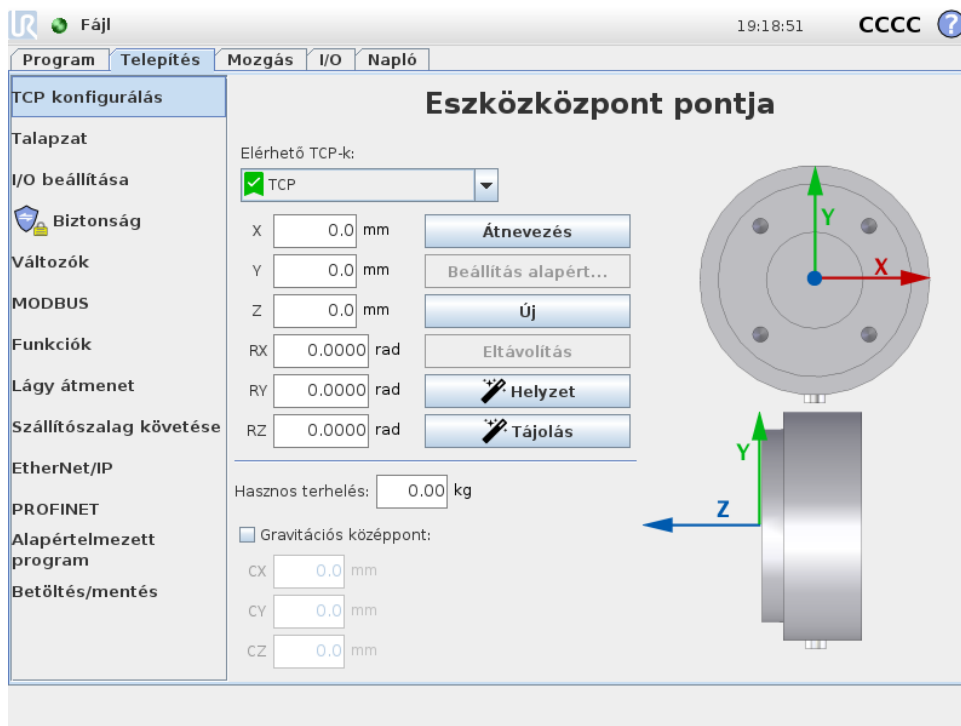 UR Fájl 19:18:51 CCCC ?
Program Telepítés Mozgás I/O Napló
TCP konfigurálás
Talapzat
I/O beállítása
Biztonság
Változók
MODBUS
Funkciók
Lágy átmenet
Szállítószalag követése
EtherNet/IP
PROFINET
Alapértelmezett
program
Betöltés/mentés
Eszközközpont pontja
Elérhető TCP-k:
TCP
X 0.0 mm Átnevezés
Y 0.0 mm Beállítás alapért...
Z 0.0 mm Új
RX 0.0000 rad Eltávolítás
RY 0.0000 rad Helyzet
RZ 0.0000 rad Tájolás
Hasznos terhelés: 0.00 kg
Gravitációs középpont:
CX 0.0 mm
CY 0.0 mm
CZ 0.0 mm
Y
X
Y
Z